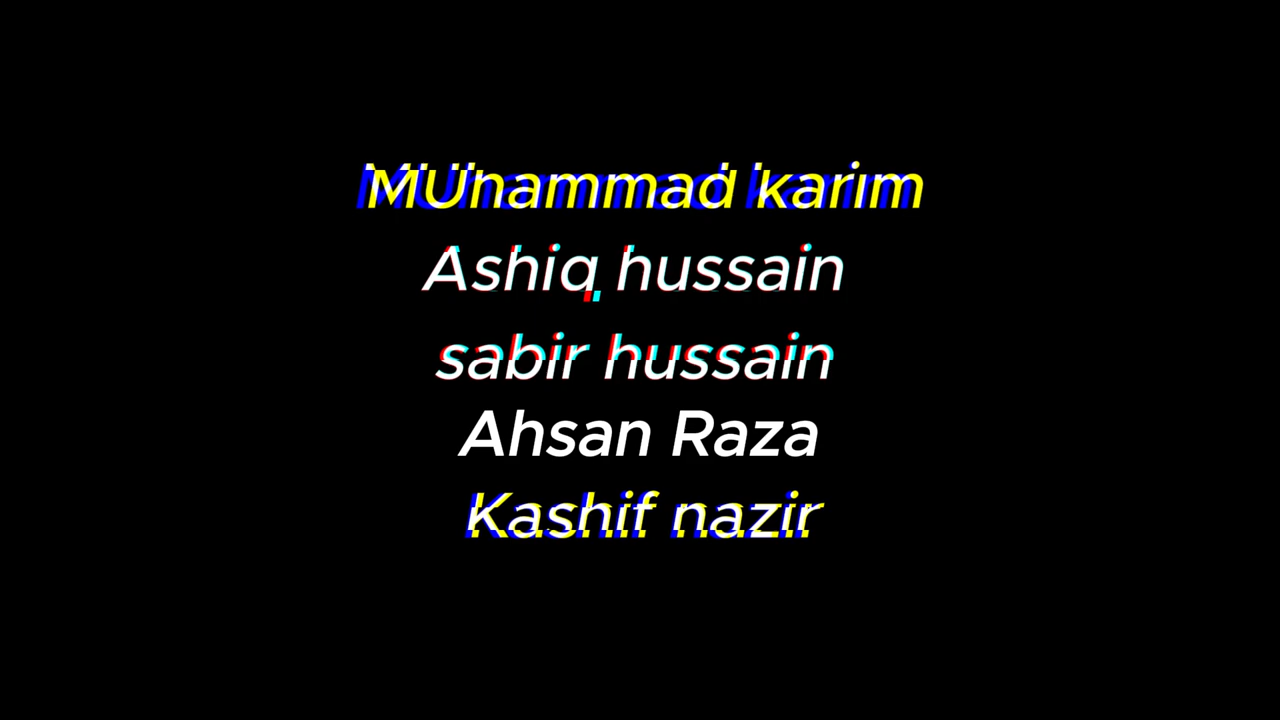 MUhammad karim
Ashiq hussain
sabir hussain
Ahsan Raza
Kashif nazir